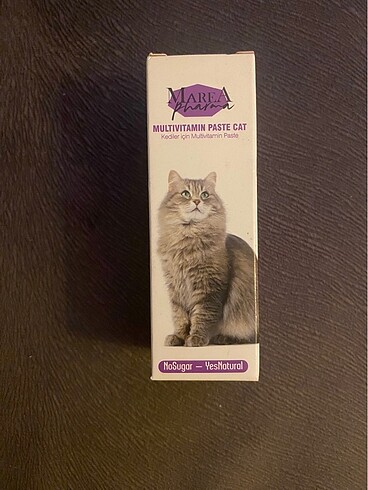 MAREA
pharma
MULTIVITAMIN PASTE CAT
Kediler için Multivitamin Paste
NoSugar — YesNatural